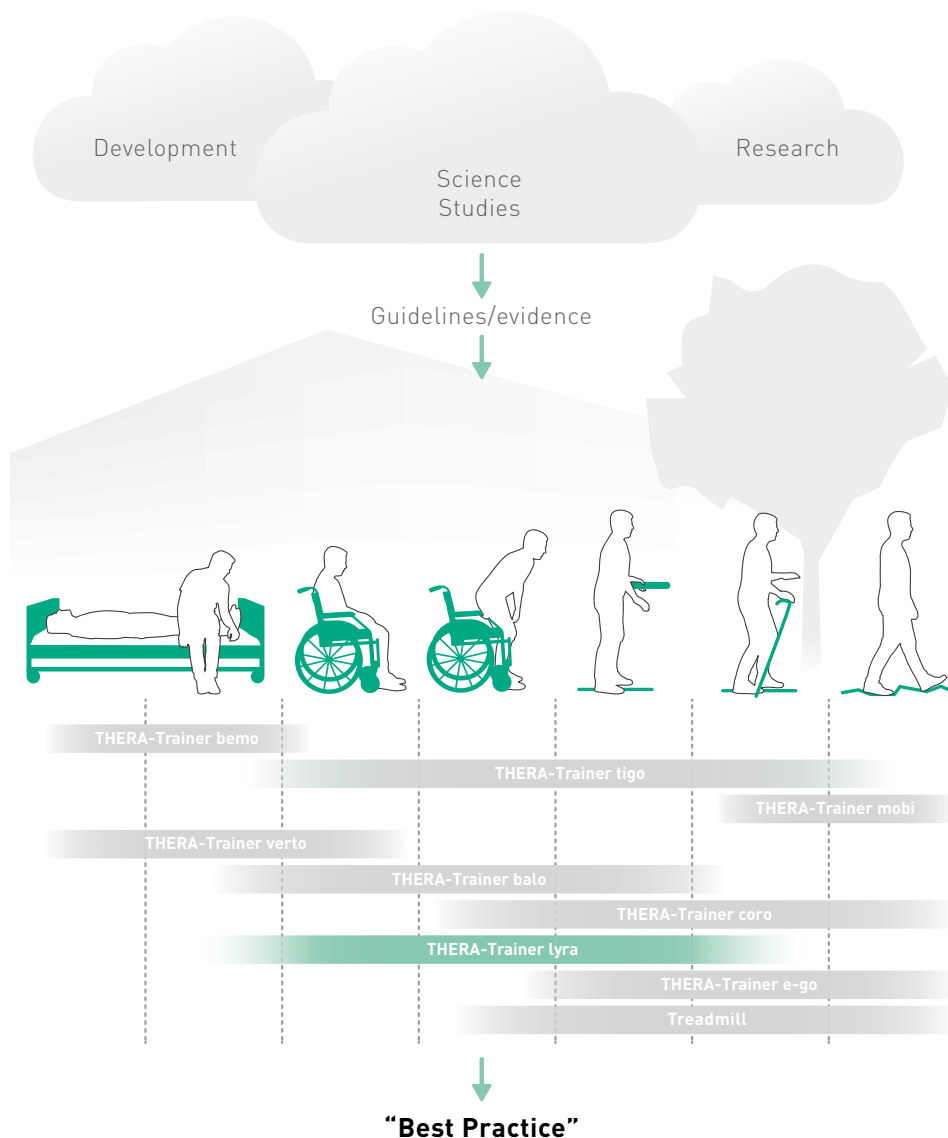 Development
Research
Science
Studies
Guidelines/evidence
THERA-Trainer bemo
THERA-Trainer tigo
THERA-Trainer mobi
THERA-Trainer verto
THERA-Trainer balo
THERA-Trainer coro
THERA-Trainer lyra
THERA-Trainer e-go
Treadmill
“Best Practice”